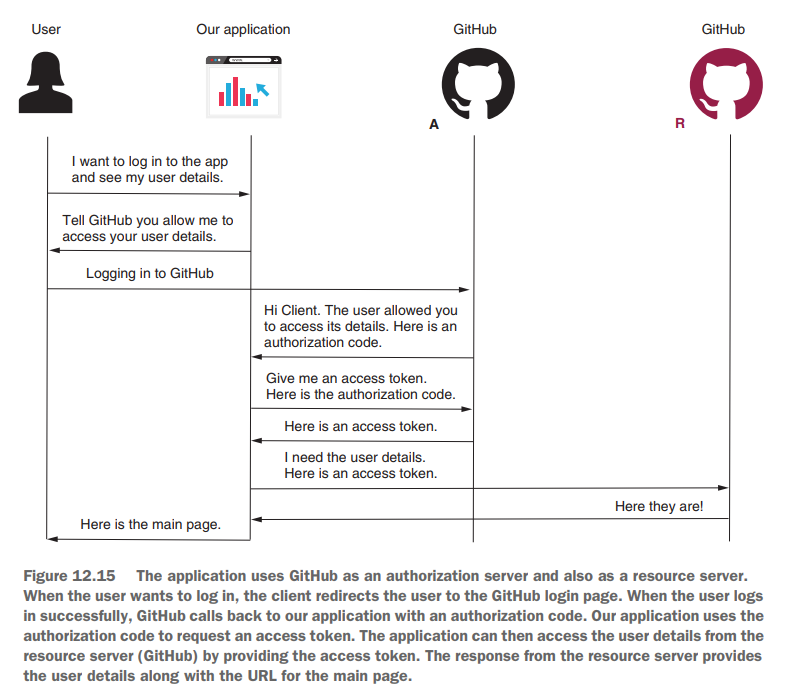 User
Our application
GitHub
GitHub
A
R
I want to log in to the app
and see my user details.
Tell GitHub you allow me to
access your user details.
Logging in to GitHub
Hi Client. The user allowed you
to access its details. Here is an
authorization code.
Give me an access token.
Here is the authorization code.
Here is an access token.
I need the user details.
Here is an access token.
Here they are!
Here is the main page.
Figure 12.15 The application uses GitHub as an authorization server and also as a resource server.
When the user wants to log in, the client redirects the user to the GitHub login page. When the user logs
in successfully, GitHub calls back to our application with an authorization code. Our application uses the
authorization code to request an access token. The application can then access the user details from the
resource server (GitHub) by providing the access token. The response from the resource server provides
the user details along with the URL for the main page.